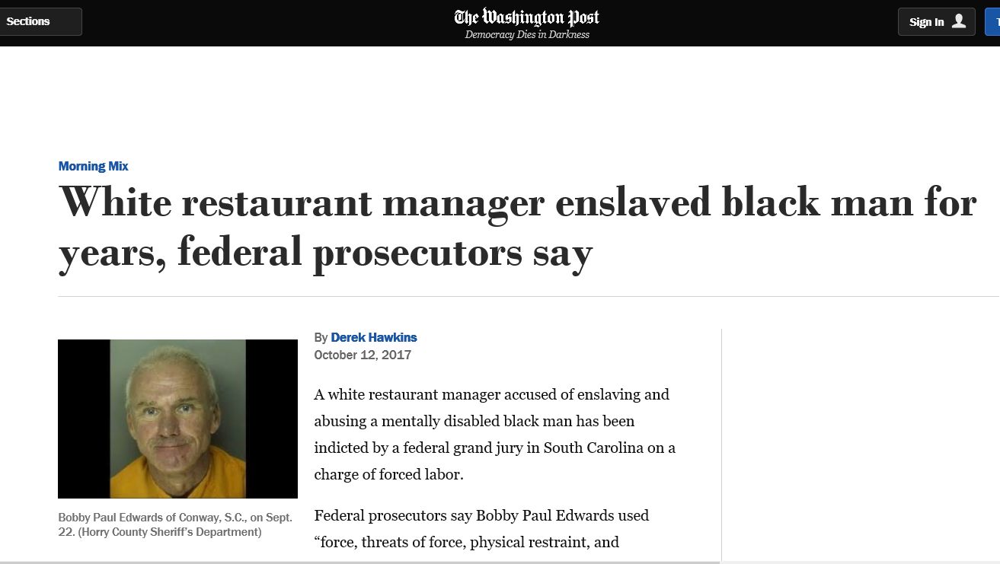 Sections
The Washington Post
Democracy Dies in Darkness
Sign In
Morning Mix
White restaurant manager enslaved black man for
years, federal prosecutors say
By Derek Hawkins
October 12, 2017
A white restaurant manager accused of enslaving and
abusing a mentally disabled black man has been
indicted by a federal grand jury in South Carolina on a
charge of forced labor.
Bobby Paul Edwards of Conway, S.C., on Sept.
22. (Horry County Sheriff’s Department)
Federal prosecutors say Bobby Paul Edwards used
“force, threats of force, physical restraint, and